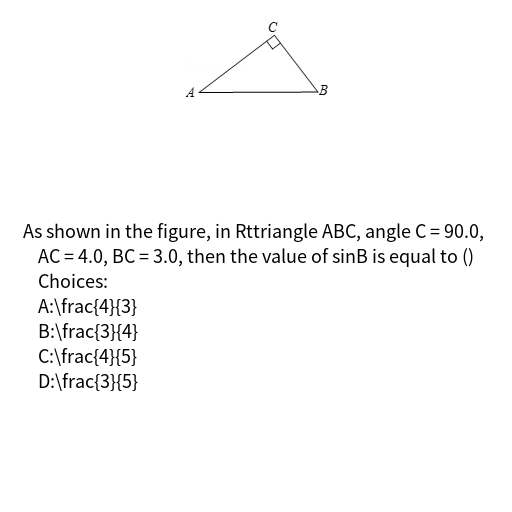 C
A
B
As shown in the figure, in Rttriangle ABC, angle C = 90.0,
AC = 4.0, BC = 3.0, then the value of sinB is equal to ()
Choices:
A:\frac{4}{3}
B:\frac{3}{4}
C:\frac{4}{5}
D:\frac{3}{5}